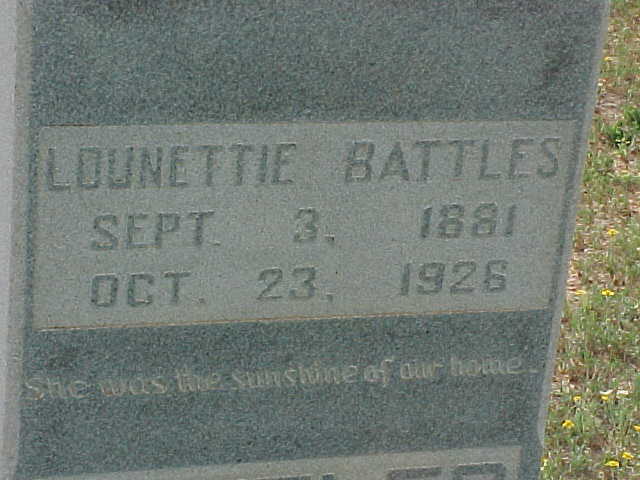 LOUNETTIE BATTLES
SEPT. 3, 1881
OCT. 23, 1926
She was the sunshine of our home.